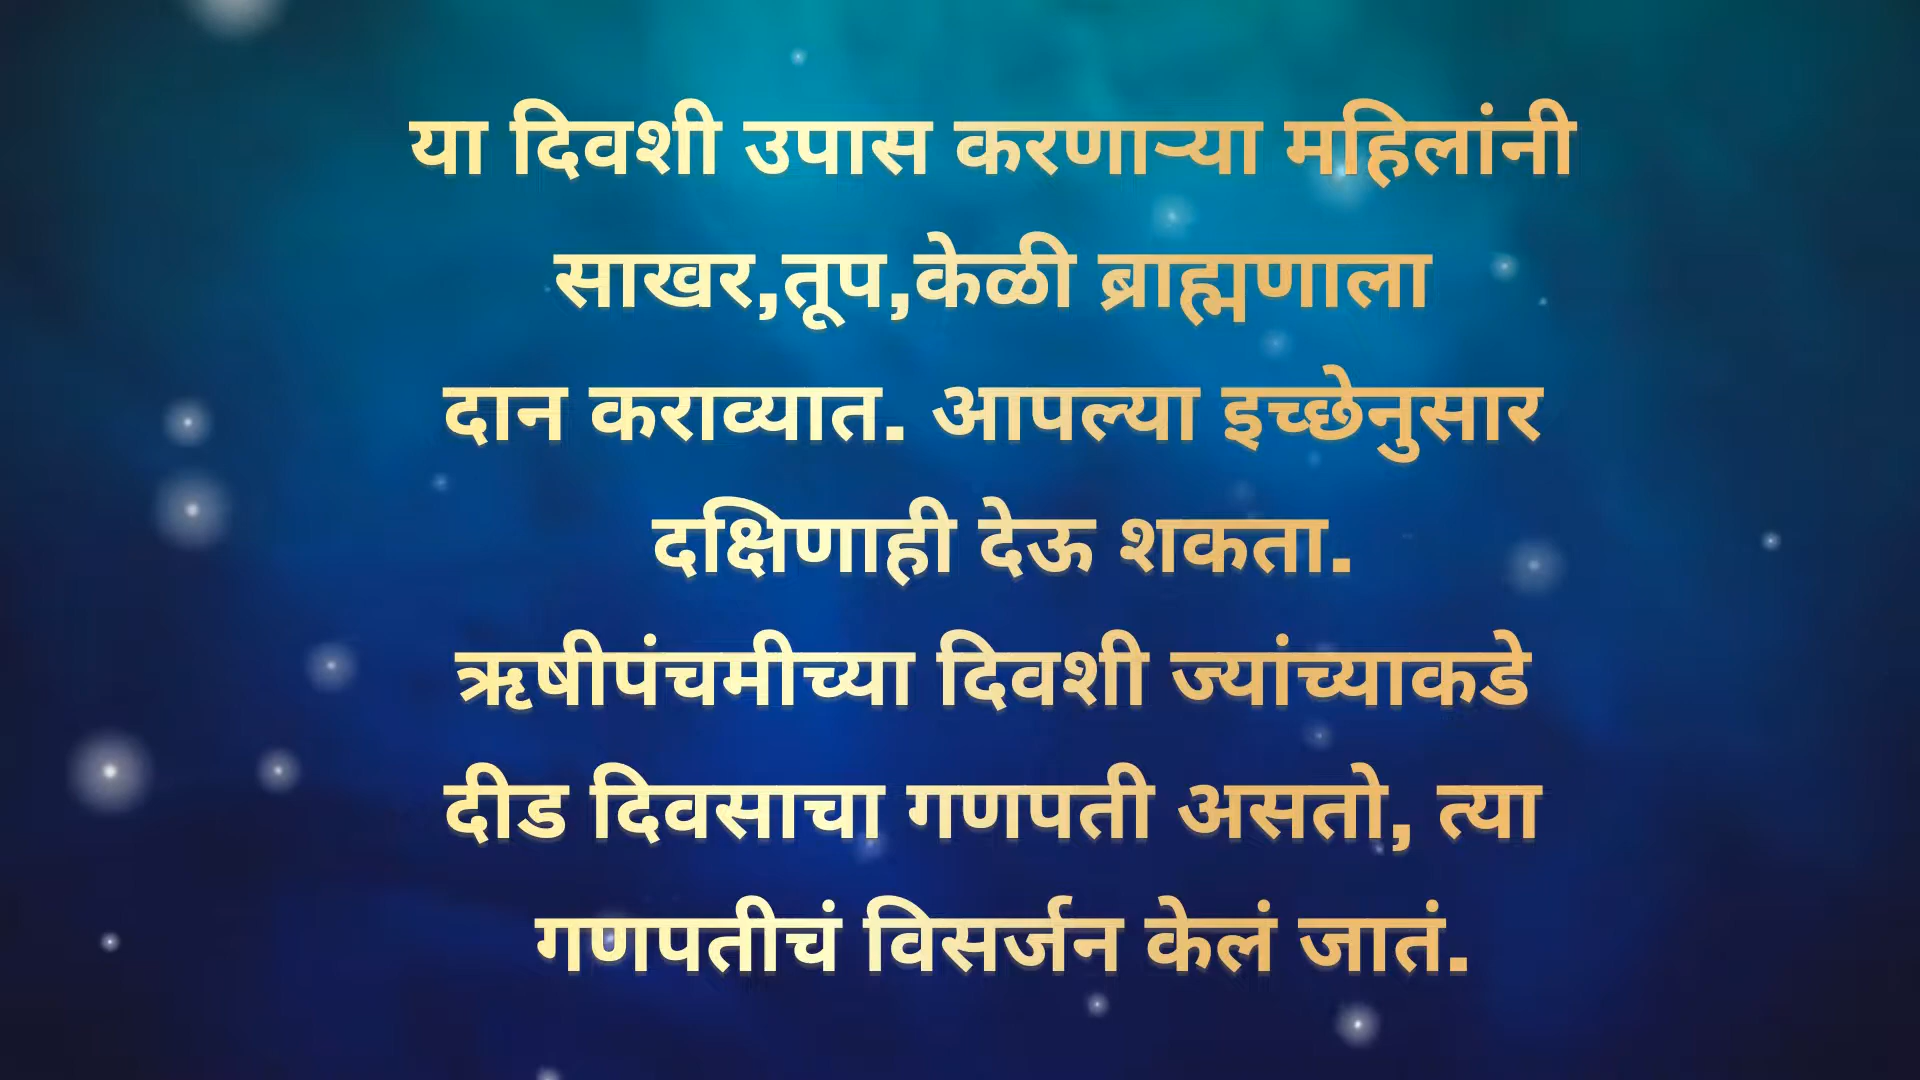 या दिवशी उपास करणाऱ्या महिलांनी
साखर,तूप,केळी ब्राह्मणाला
दान कराव्यात. आपल्या इच्छेनुसार
दक्षिणाही देऊ शकता.
ऋषीपंचमीच्या दिवशी ज्यांच्याकडे
दीड दिवसाचा गणपती असतो, त्या
गणपतीचं विसर्जन केलं जातं.